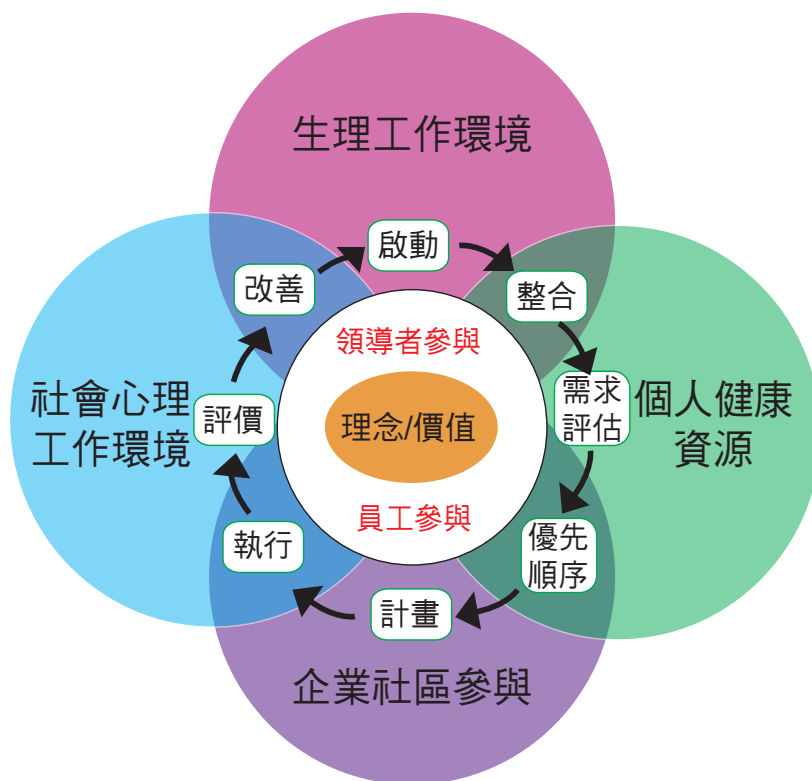 生理工作環境
啟動
改善
整合
領導者參與
社會心理
工作環境
評價
理念/價值
需求
評估
個人健康
資源
員工參與
執行
優先
順序
計畫
企業社區參與